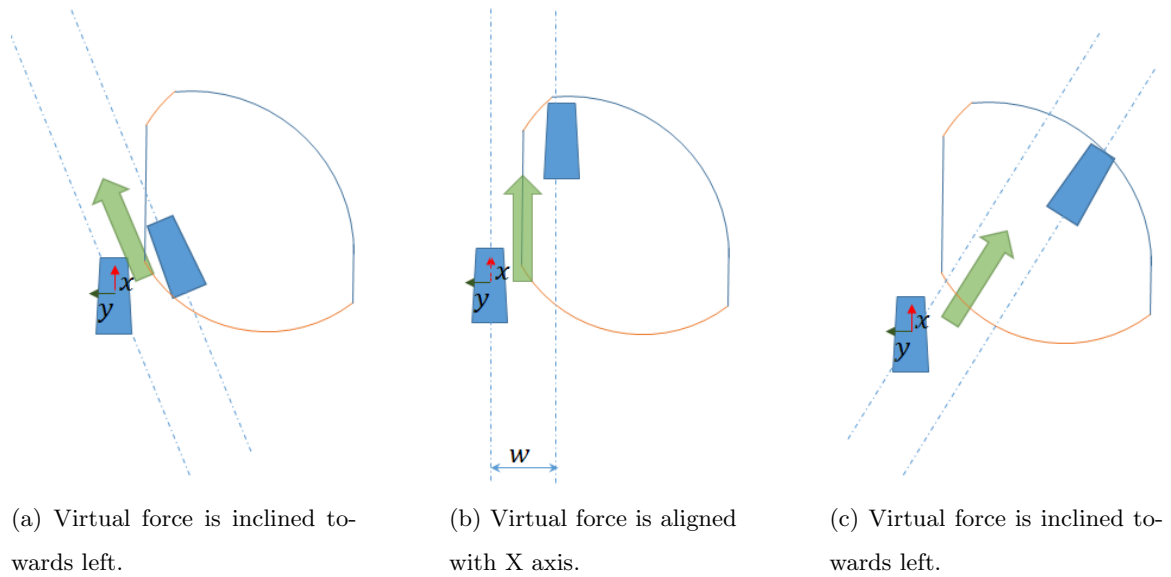 x
y
x
y
w
x
y
(a) Virtual force is inclined to-
wards left.
(b) Virtual force is aligned
with X axis.
(c) Virtual force is inclined to-
wards left.